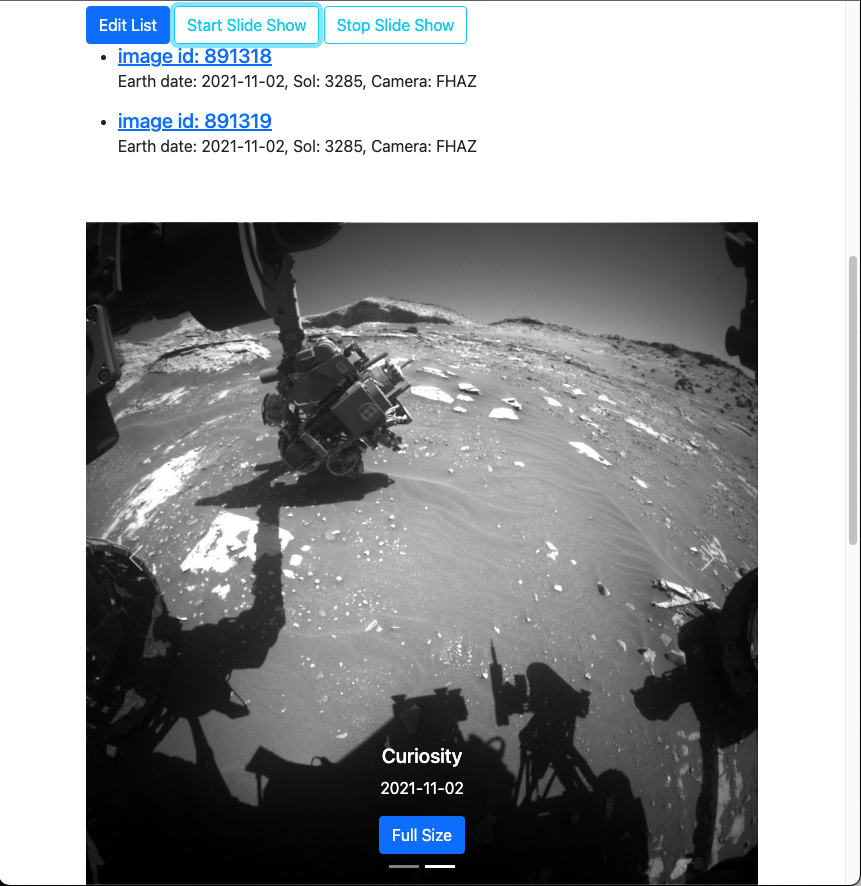 Edit List Start Slide Show Stop Slide Show
image id: 891318
Earth date: 2021-11-02, Sol: 3285, Camera: FHAZ
image id: 891319
Earth date: 2021-11-02, Sol: 3285, Camera: FHAZ
Curiosity
2021-11-02
Full Size